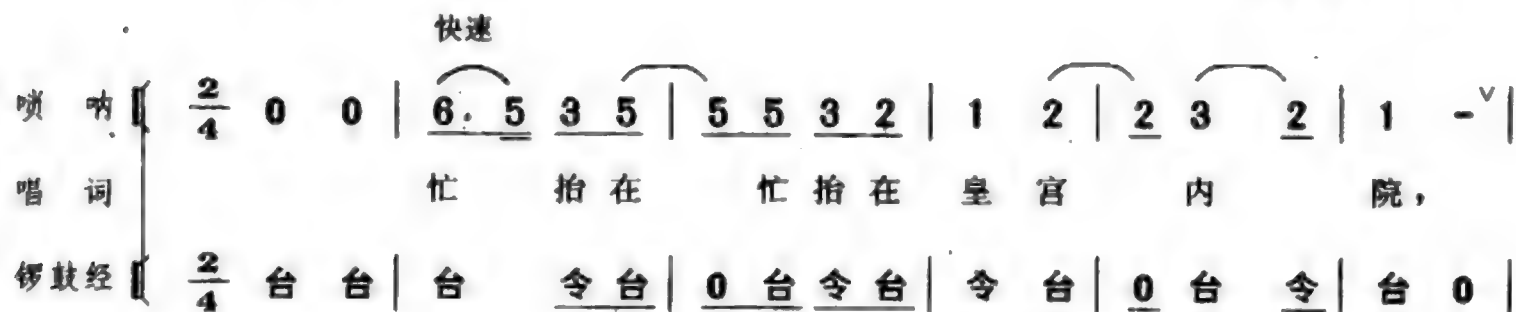 快速
唢呐 2/4 0 0 | 6. 5 3 5 | 5 5 3 2 | 1 2 | 2 3 2 | 1 - ∨ |
唱词 忙 抬 在 忙 抬 在 皇 宫 内 院，
锣鼓经 2/4 台 台 | 台 令 台 | 0 台 令 台 | 令 台 | 0 台 令 | 台 0 |